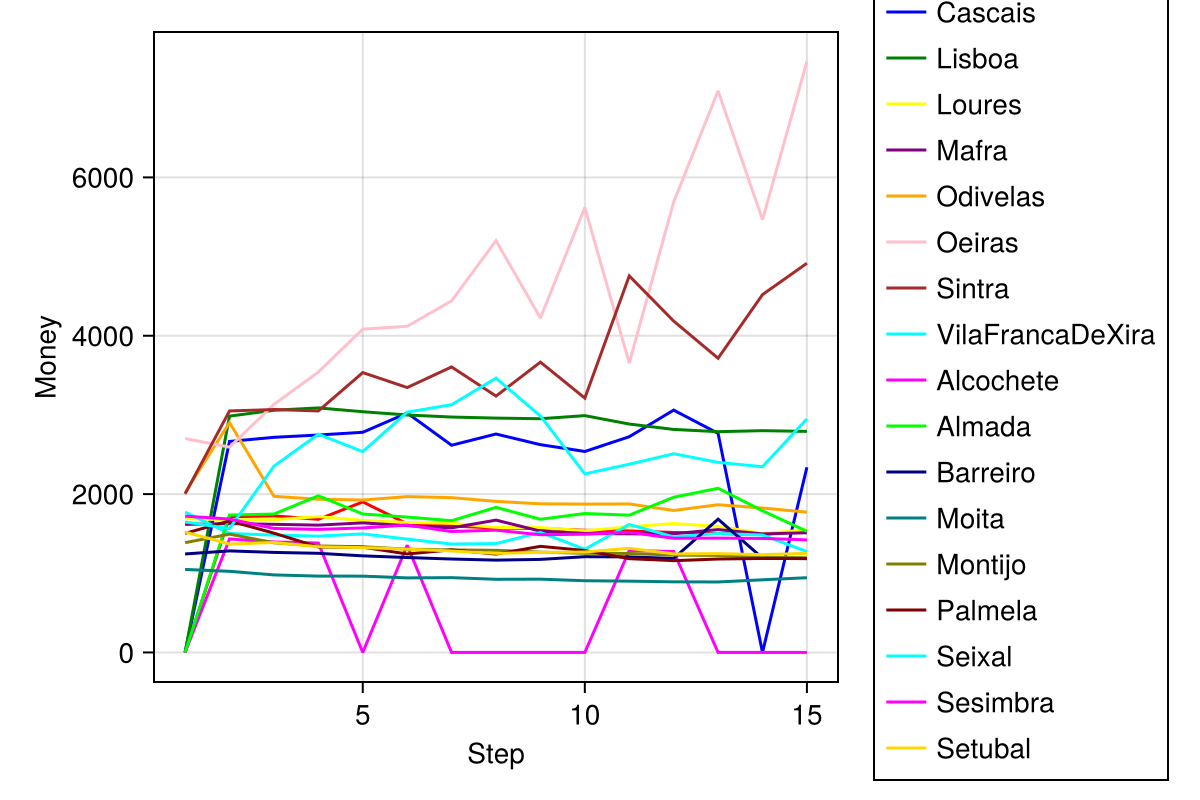 6000
4000
2000
0
Money
5
10
15
Step
Cascais
Lisboa
Loures
Mafra
Odivelas
Oeiras
Sintra
VilaFrancaDeXira
Alcochete
Almada
Barreiro
Moita
Montijo
Palmela
Seixal
Sesimbra
Setubal